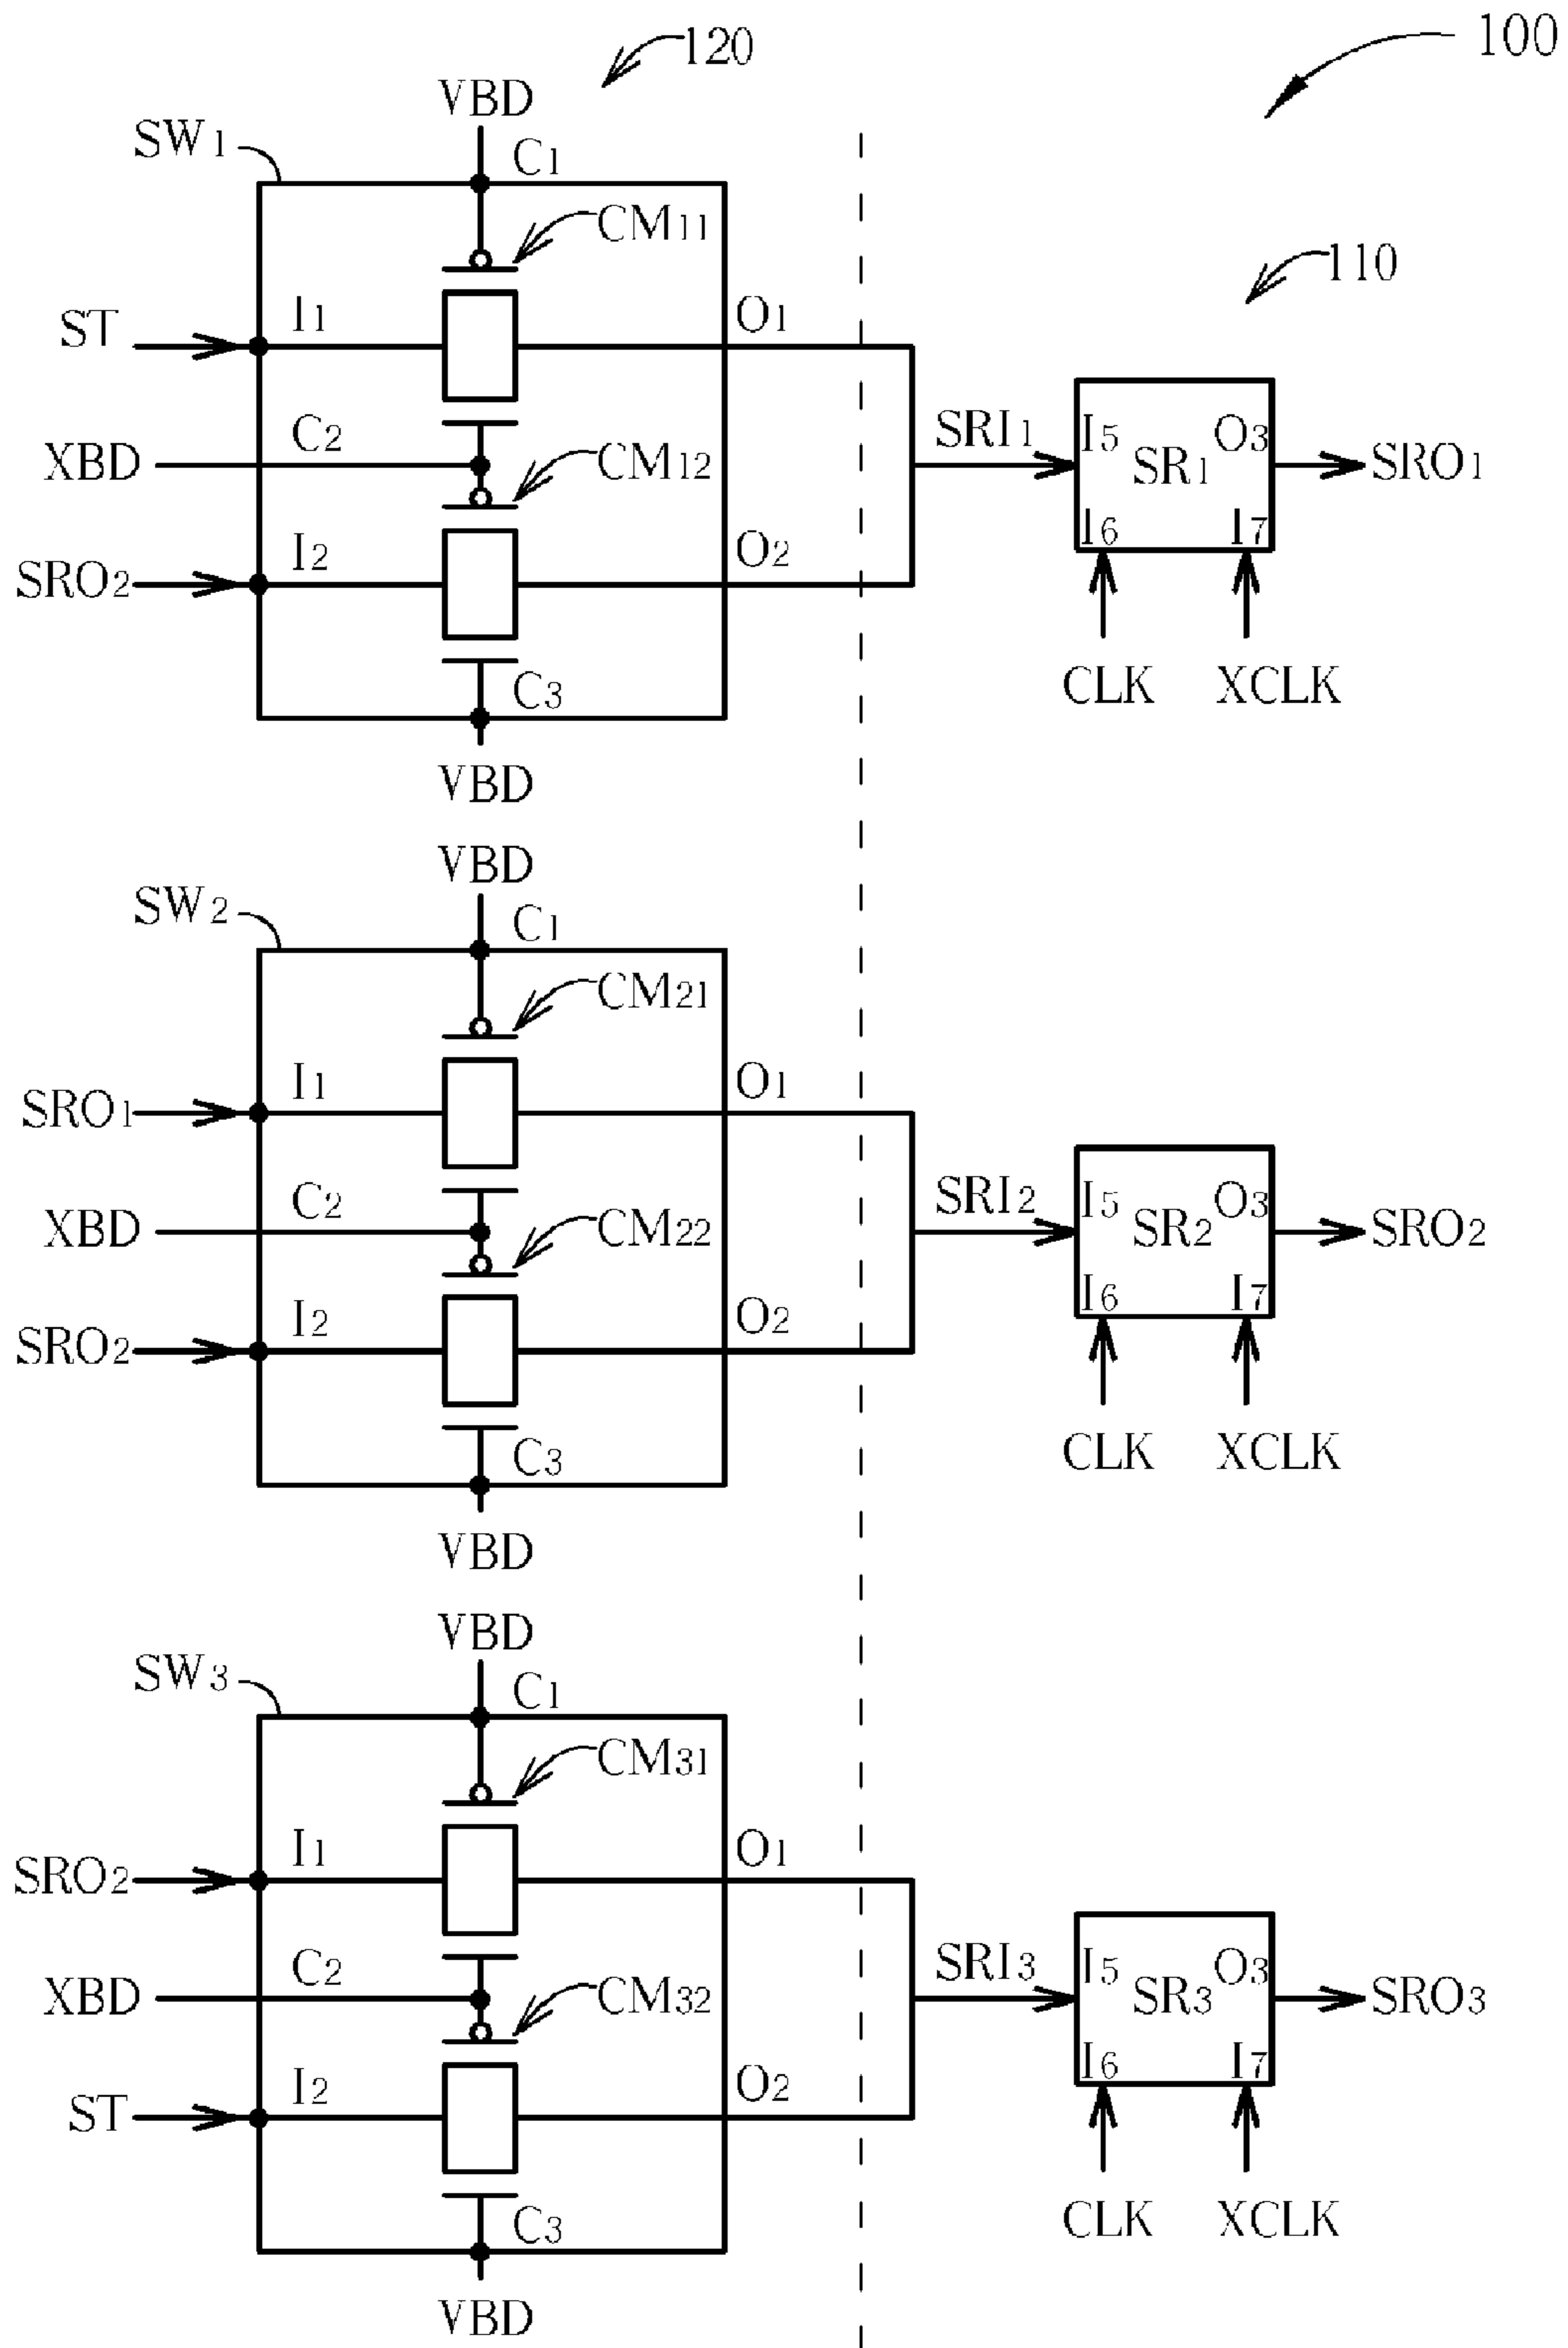 120
100
VBD
SW1
C1
CM11
110
ST
I1
O1
XBD
C2
CM12
SRI1
I5
O3
SR1
SRO1
I6
I7
SRO2
I2
O2
C3
CLK
XCLK
VBD
VBD
SW2
C1
CM21
SRO1
I1
O1
XBD
C2
CM22
SRI2
I5
O3
SR2
SRO2
I6
I7
SRO2
I2
O2
C3
CLK
XCLK
VBD
VBD
SW3
C1
CM31
SRO2
I1
O1
XBD
C2
CM32
SRI3
I5
O3
SR3
SRO3
I6
I7
ST
I2
O2
C3
CLK
XCLK
VBD